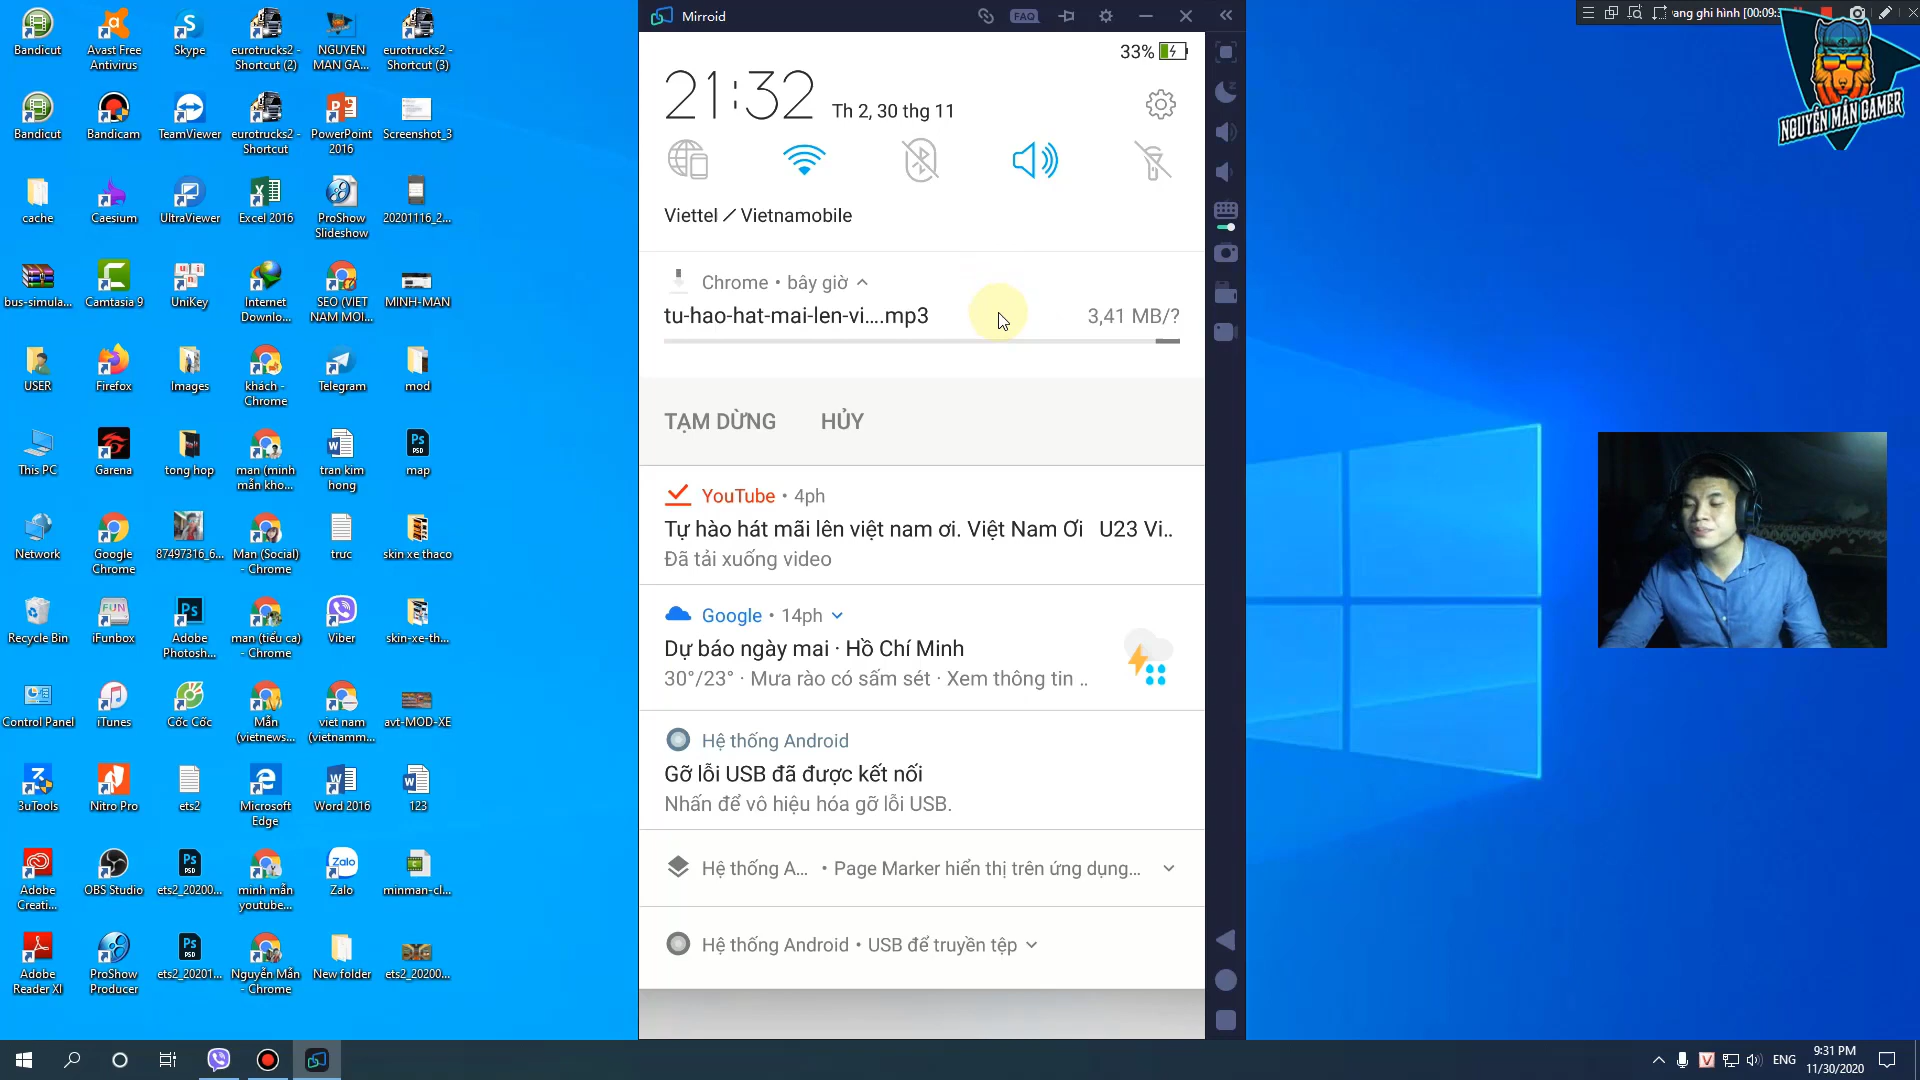 Bandicut
Avast Free
Antivirus
Skype
eurotrucks2 -
Shortcut (2)
NGUYEN
MAN GA...
eurotrucks2 -
Shortcut (3)
Bandicut
Bandicam
TeamViewer
eurotrucks2 -
Shortcut
PowerPoint
2016
Screenshot_3
cache
Caesium
UltraViewer
Excel 2016
ProShow
Slideshow
20201116_2...
bus-simula...
Camtasia 9
UniKey
Internet
Downlo...
SEO (VIET
NAM MOI...
MINH-MAN
USER
Firefox
Images
khách -
Chrome
Telegram
mod
This PC
Garena
tong hop
man (minh
mẫn kho...
tran kim
hong
map
Network
Google
Chrome
87497316_6...
Man (Social)
- Chrome
trưc
skin xe thaco
Recycle Bin
iFunbox
Adobe
Photosh...
man (tiểu ca)
- Chrome
Viber
skin-xe-th...
Control Panel
iTunes
Cốc Cốc
Mẫn
(vietnews...
viet nam
(vietnamm...
avt-MOD-XE
3uTools
Nitro Pro
ets2
Microsoft
Edge
Word 2016
123
Adobe
Creati...
OBS Studio
ets2_20200...
minh mẫn
youtube...
Zalo
minman-cl...
Adobe
Reader XI
ProShow
Producer
ets2_20201...
Nguyễn Mẫn
- Chrome
New folder
ets2_20200...
Mirroid
FAQ
33%
21:32
Th 2, 30 thg 11
Viettel / Vietnamobile
Chrome • bây giờ
tu-hao-hat-mai-len-vi....mp3
3,41 MB/?
TẠM DỪNG
HỦY
YouTube • 4ph
Tự hào hát mãi lên việt nam ơi. Việt Nam Ơi U23 Vi..
Đã tải xuống video
Google • 14ph
Dự báo ngày mai · Hồ Chí Minh
30°/23° · Mưa rào có sấm sét · Xem thông tin ..
Hệ thống Android
Gỡ lỗi USB đã được kết nối
Nhấn để vô hiệu hóa gỡ lỗi USB.
Hệ thống A... • Page Marker hiển thị trên ứng dụng...
Hệ thống Android • USB để truyền tệp
ang ghi hình [00:09:
NGUYỄN MẪN GAMER
ENG
9:31 PM
11/30/2020